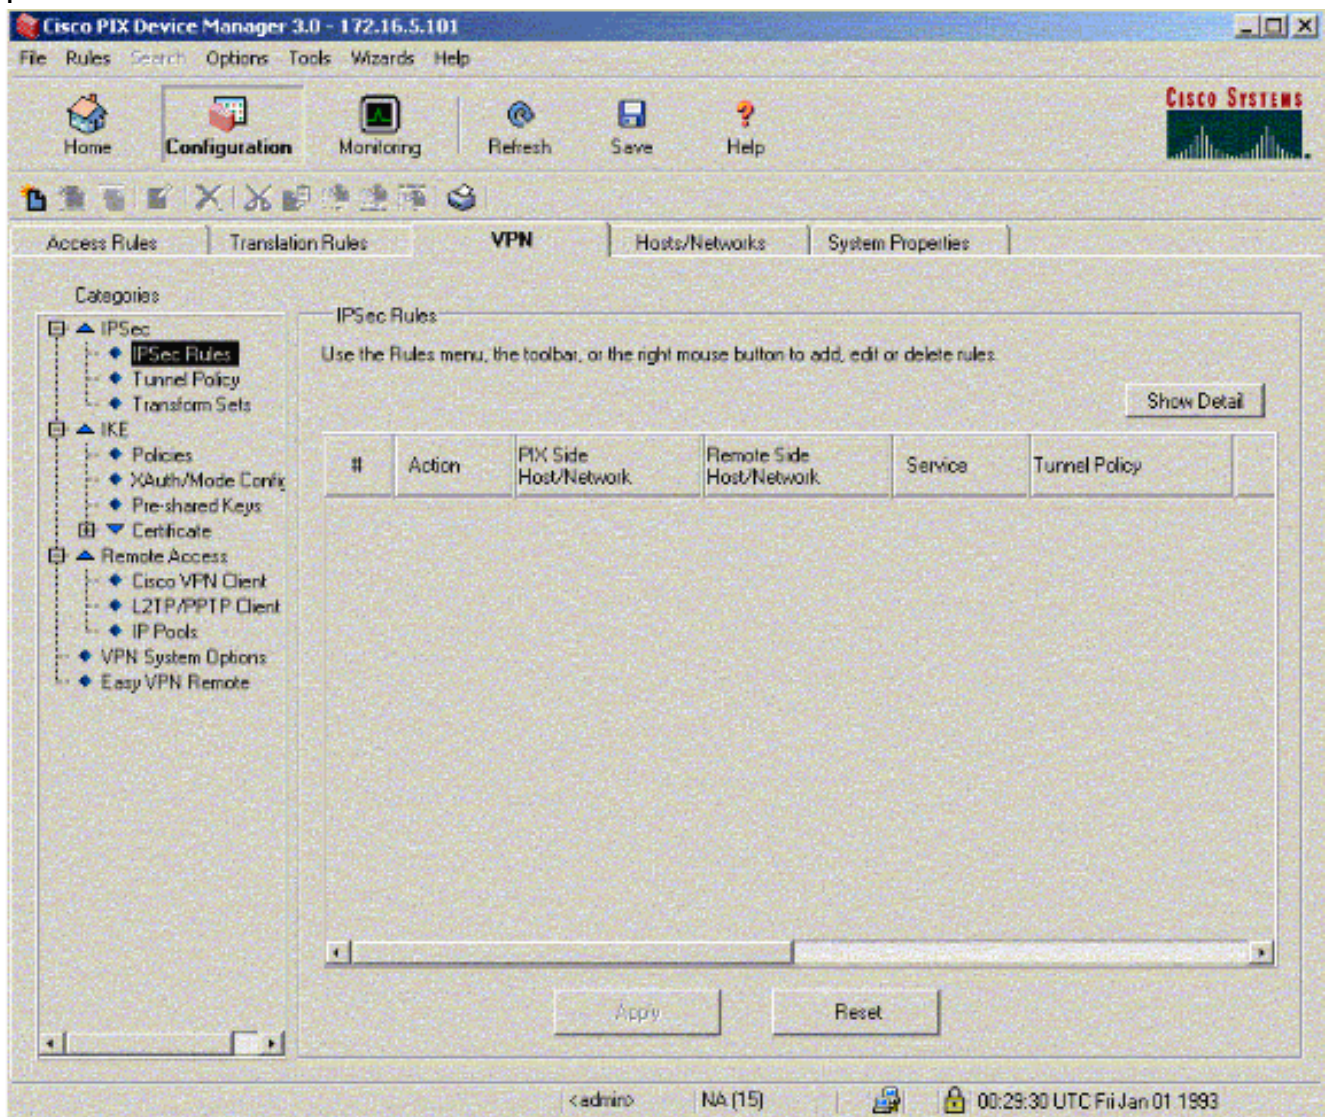 Cisco PIX Device Manager 3.0 - 172.16.5.101
File Rules Search Options Tools Wizards Help
Home Configuration Monitoring Refresh Save Help
CISCO SYSTEMS
Access Rules Translation Rules VPN Hosts/Networks System Properties
Categories
IPSec
IPSec Rules
Tunnel Policy
Transform Sets
IKE
Policies
XAuth/Mode Config
Pre-shared Keys
Certificate
Remote Access
Cisco VPN Client
L2TP/PPTP Client
IP Pools
VPN System Options
Easy VPN Remote
IPSec Rules
Use the Rules menu, the toolbar, or the right mouse button to add, edit or delete rules.
Show Detail
# Action PIX Side Host/Network Remote Side Host/Network Service Tunnel Policy
Apply Reset
<admin> NA (15) 00:29:30 UTC Fri Jan 01 1993